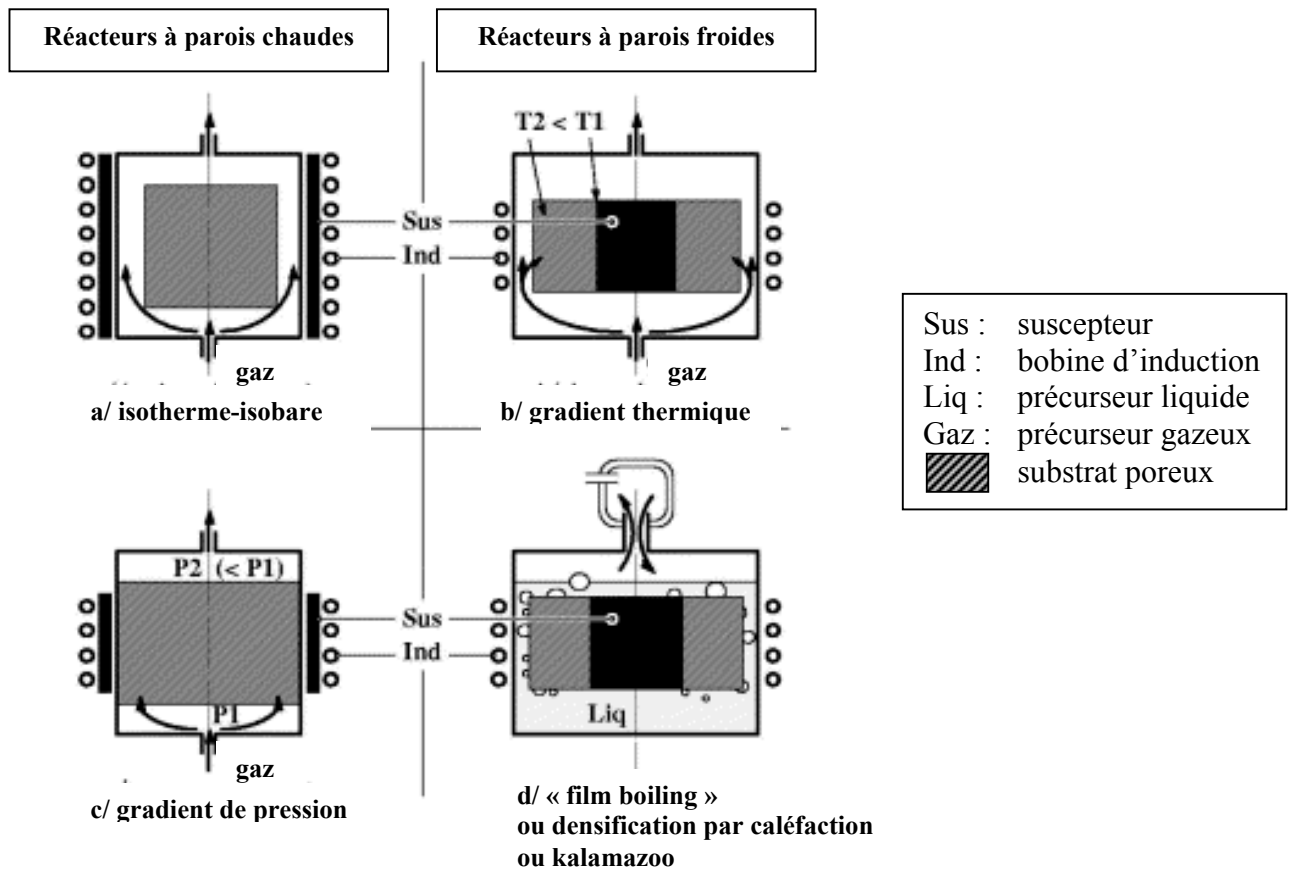 Réacteurs à parois chaudes
Réacteurs à parois froides
T2 < T1
Sus
Ind
gaz
gaz
a/ isotherme-isobare
b/ gradient thermique
Sus : suscepteur
Ind : bobine d'induction
Liq : précurseur liquide
Gaz : précurseur gazeux
substrat poreux
P2 (< P1)
Sus
Ind
P1
Liq
gaz
c/ gradient de pression
d/ « film boiling »
ou densification par caléfaction
ou kalamazoo